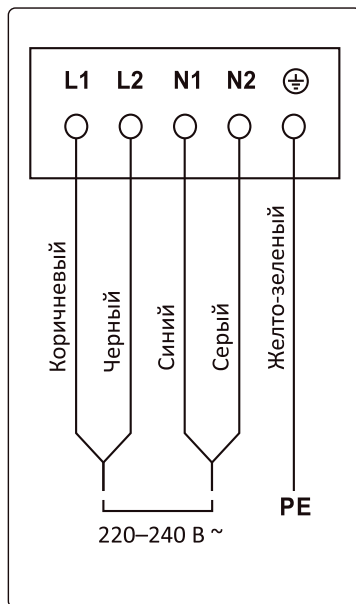 L1 L2 N1 N2
Коричневый
Черный
Синий
Серый
Желто-зеленый
PE
220–240 В ~